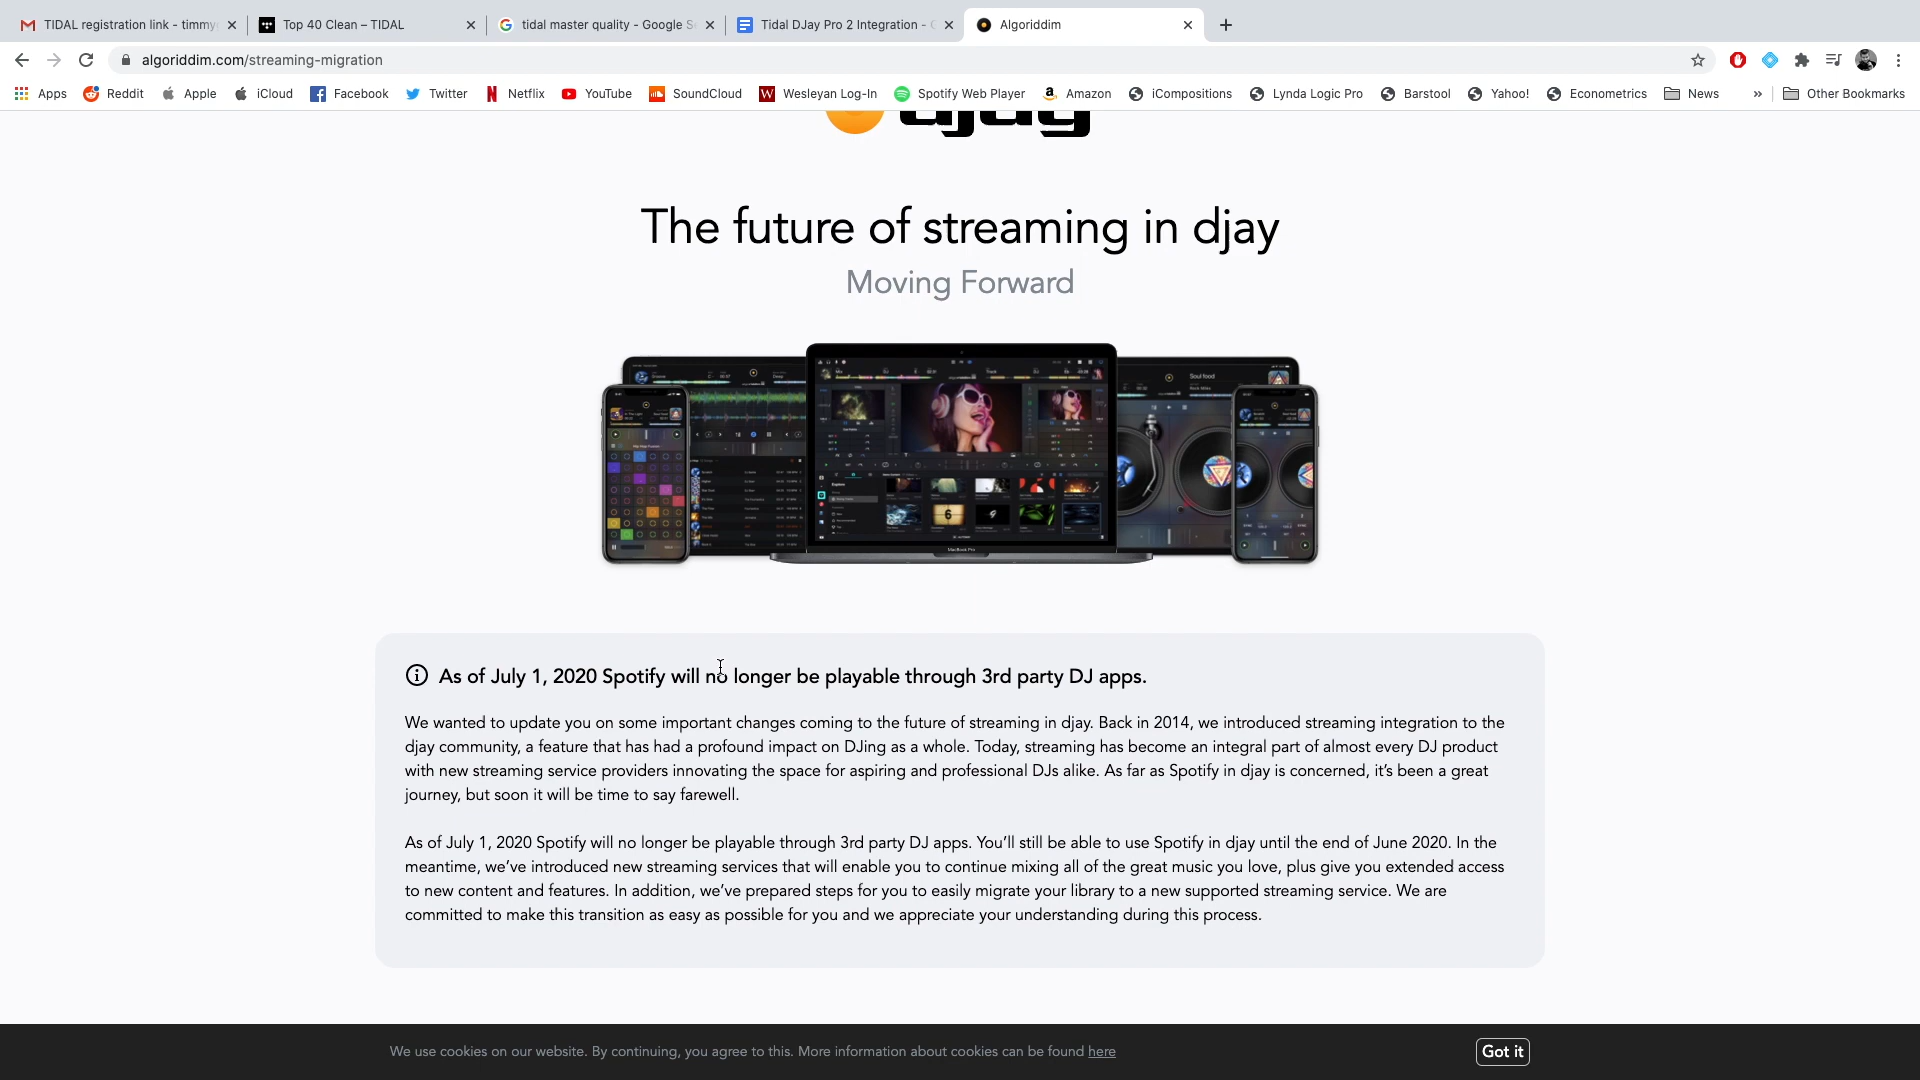 TIDAL registration link - timmy
Top 40 Clean – TIDAL
tidal master quality - Google S
Tidal DJay Pro 2 Integration -
Algoriddim
algoriddim.com/streaming-migration
Apps
Reddit
Apple
iCloud
Facebook
Twitter
Netflix
YouTube
SoundCloud
Wesleyan Log-In
Spotify Web Player
Amazon
iCompositions
Lynda Logic Pro
Barstool
Yahoo!
Econometrics
News
»
Other Bookmarks
djay
The future of streaming in djay
Moving Forward
Soul food
MacBook Pro
As of July 1, 2020 Spotify will no longer be playable through 3rd party DJ apps.
We wanted to update you on some important changes coming to the future of streaming in djay. Back in 2014, we introduced streaming integration to the
djay community, a feature that has had a profound impact on DJing as a whole. Today, streaming has become an integral part of almost every DJ product
with new streaming service providers innovating the space for aspiring and professional DJs alike. As far as Spotify in djay is concerned, it's been a great
journey, but soon it will be time to say farewell.
As of July 1, 2020 Spotify will no longer be playable through 3rd party DJ apps. You'll still be able to use Spotify in djay until the end of June 2020. In the
meantime, we've introduced new streaming services that will enable you to continue mixing all of the great music you love, plus give you extended access
to new content and features. In addition, we've prepared steps for you to easily migrate your library to a new supported streaming service. We are
committed to make this transition as easy as possible for you and we appreciate your understanding during this process.
We use cookies on our website. By continuing, you agree to this. More information about cookies can be found here
Got it